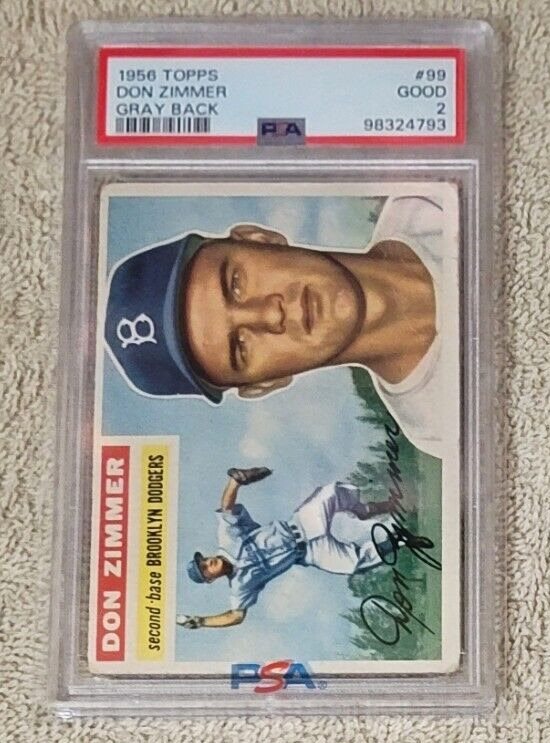 1956 TOPPS #99
DON ZIMMER GOOD
GRAY BACK 2
PSA 98324793
B
DON ZIMMER
second-base BROOKLYN DODGERS
Don Zimmer
PSA®